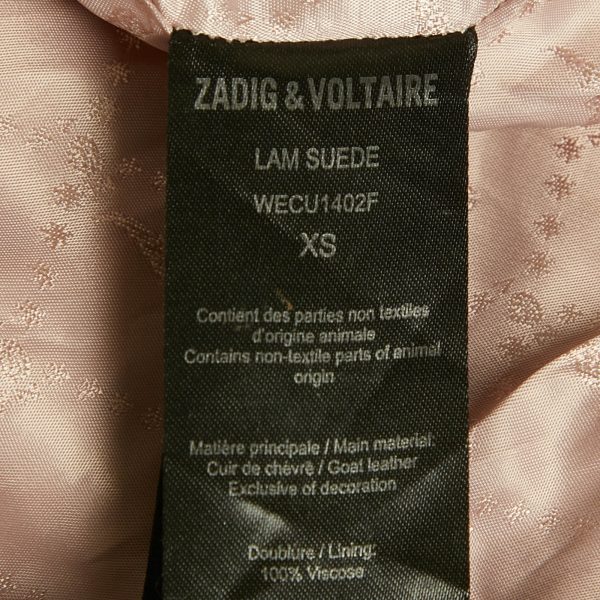 ZADIG & VOLTAIRE
LAM SUEDE
WECU1402F
XS
Contient des parties non textiles
d'origine animale
Contains non-textile parts of animal
origin
Matière principale / Main material:
Cuir de chèvre / Goat leather
Exclusive of decoration
Doublure / Lining:
100% Viscose